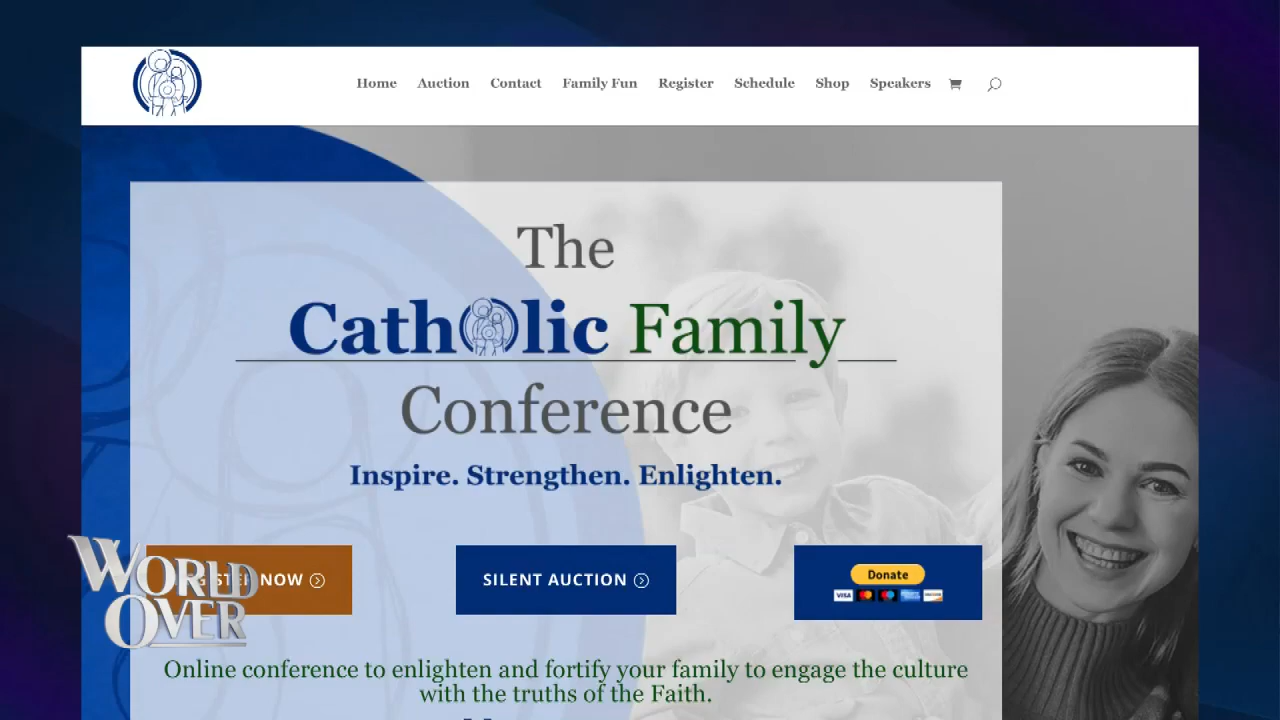 Home Auction Contact Family Fun Register Schedule Shop Speakers
The
Catholic Family
Conference
Inspire. Strengthen. Enlighten.
NOW
SILENT AUCTION
Donate
VISA
WORLD
OVER
Online conference to enlighten and fortify your family to engage the culture
with the truths of the Faith.